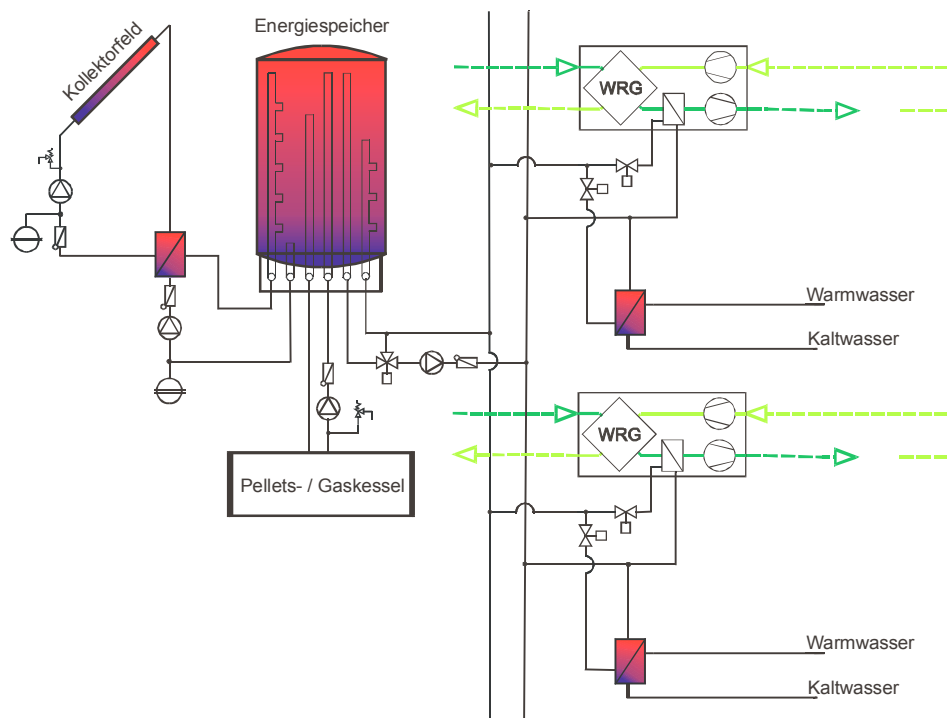 Energiespeicher
Kollektorfeld
WRG
Warmwasser
Kaltwasser
WRG
Pellets- / Gaskessel
Warmwasser
Kaltwasser